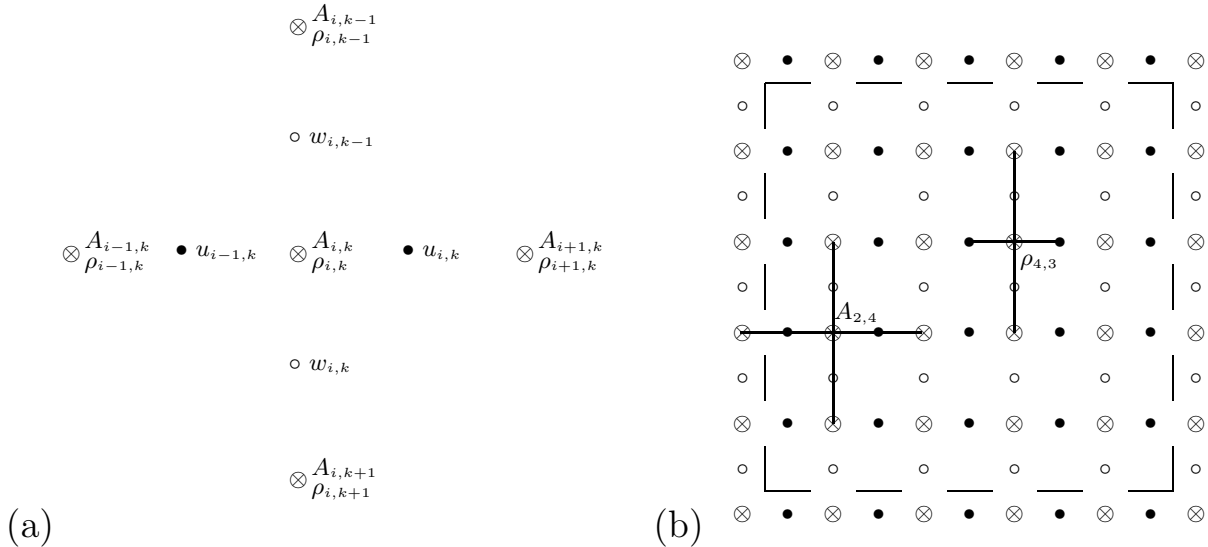 A_{i,k−1}
ρ_{i,k−1}
w_{i,k−1}
A_{i−1,k}
ρ_{i−1,k}
u_{i−1,k}
A_{i,k}
ρ_{i,k}
u_{i,k}
A_{i+1,k}
ρ_{i+1,k}
w_{i,k}
A_{i,k+1}
ρ_{i,k+1}
(a)
ρ_{4,3}
A_{2,4}
(b)